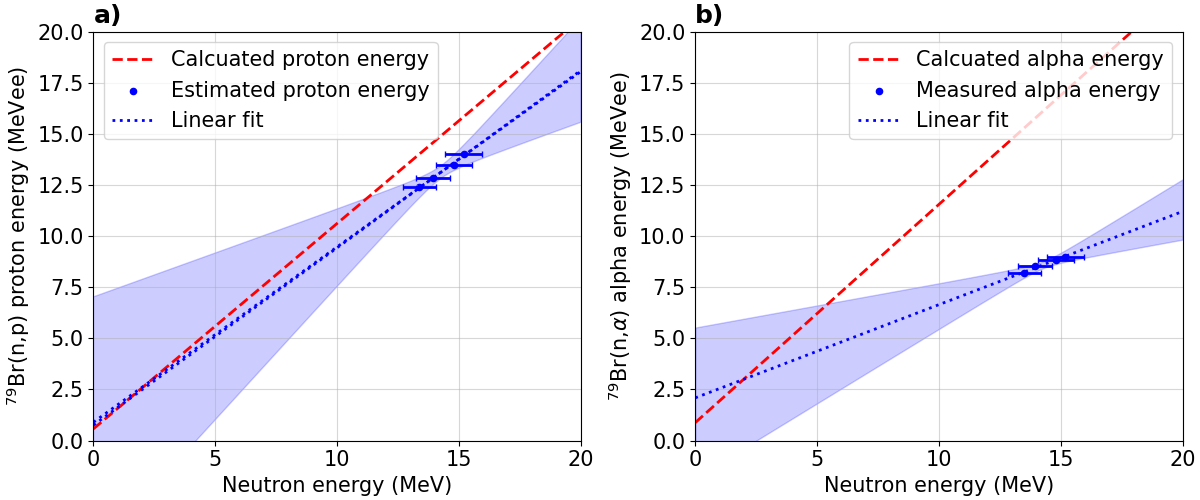 a)
20.0
17.5
15.0
12.5
10.0
7.5
5.0
2.5
0.0
⁷⁹Br(n,p) proton energy (MeVee)
Calcuated proton energy
Estimated proton energy
Linear fit
0 5 10 15 20
Neutron energy (MeV)
b)
20.0
17.5
15.0
12.5
10.0
7.5
5.0
2.5
0.0
⁷⁹Br(n,α) alpha energy (MeVee)
Calcuated alpha energy
Measured alpha energy
Linear fit
0 5 10 15 20
Neutron energy (MeV)